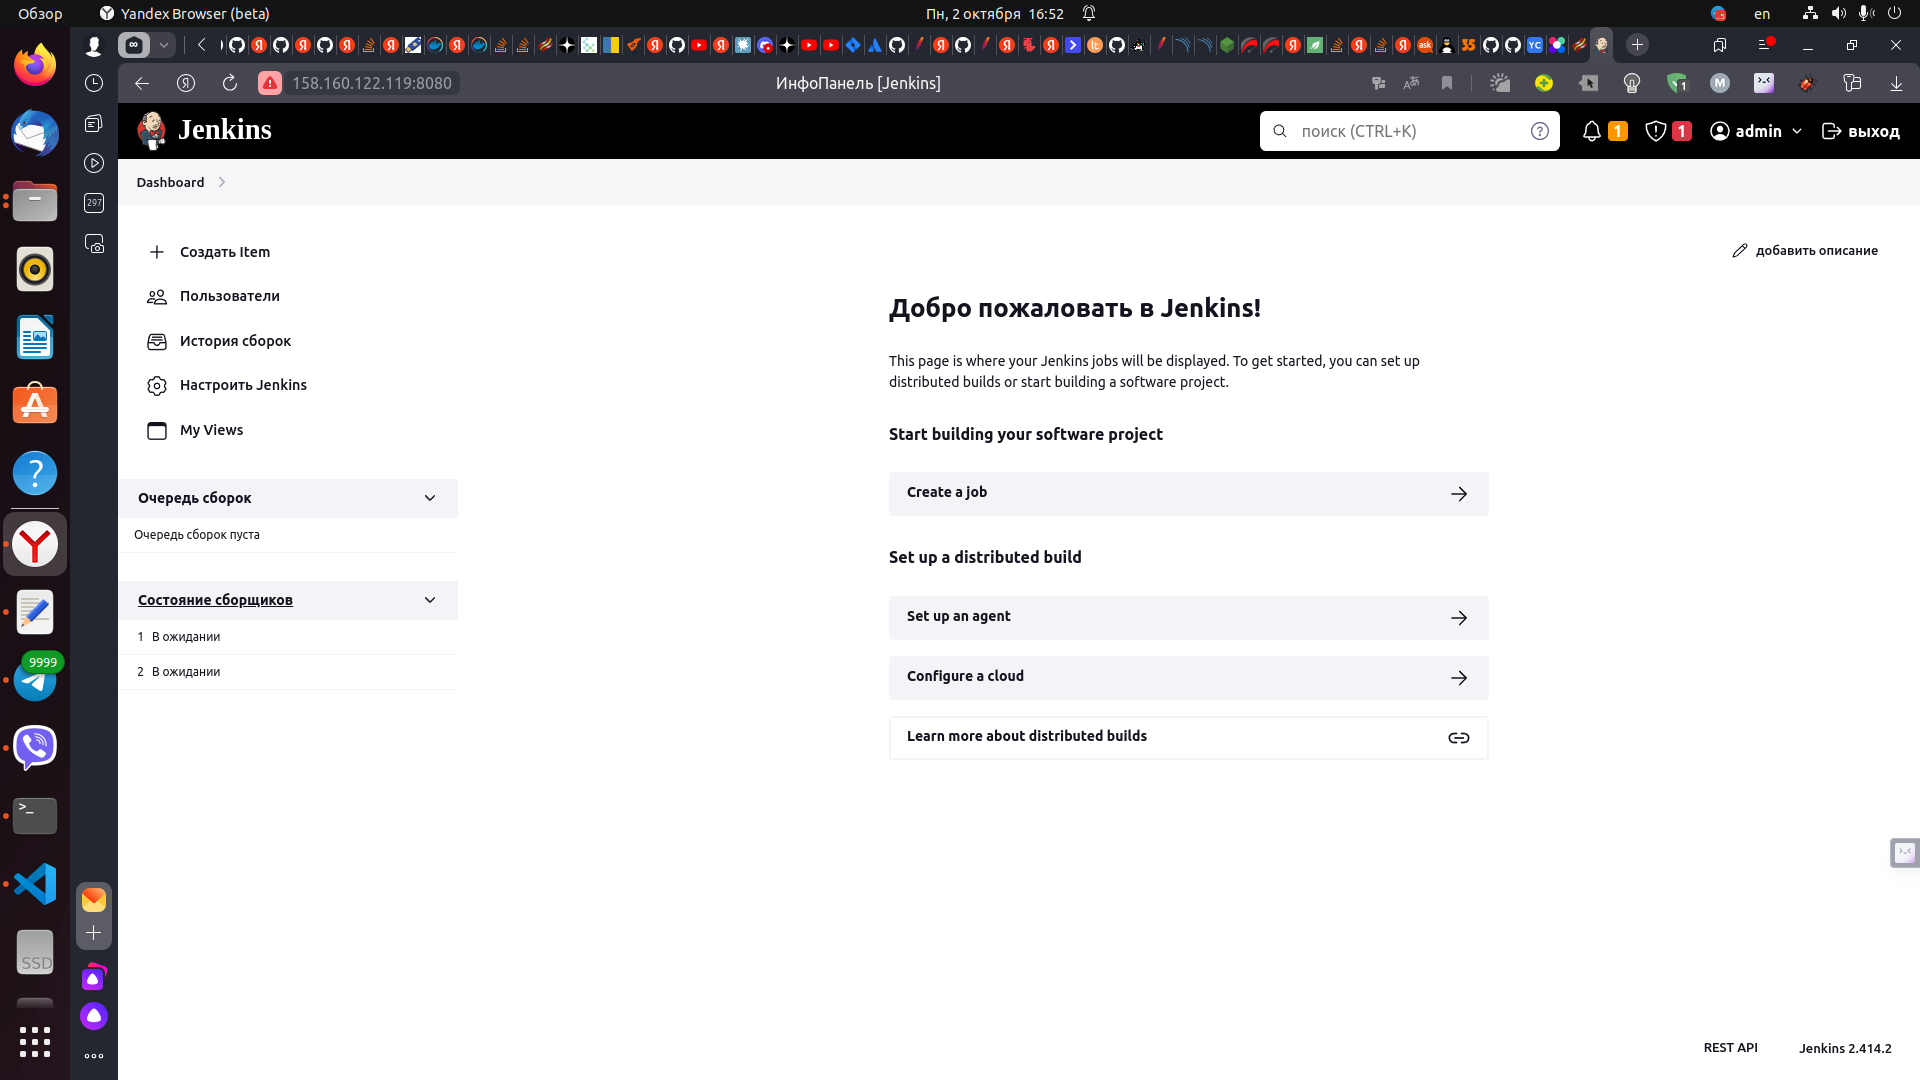 Обзор
Yandex Browser (beta)
Пн, 2 октября 16:52
en
158.160.122.119:8080
ИнфоПанель [Jenkins]
1
M
Jenkins
поиск (CTRL+K)
1
1
admin
выход
Dashboard
297
Создать Item
добавить описание
Пользователи
История сборок
Настроить Jenkins
My Views
Добро пожаловать в Jenkins!
This page is where your Jenkins jobs will be displayed. To get started, you can set up
distributed builds or start building a software project.
Start building your software project
Create a job
Очередь сборок
Очередь сборок пуста
Set up a distributed build
Состояние сборщиков
1 В ожидании
2 В ожидании
Set up an agent
Configure a cloud
Learn more about distributed builds
9999
SSD
REST API
Jenkins 2.414.2